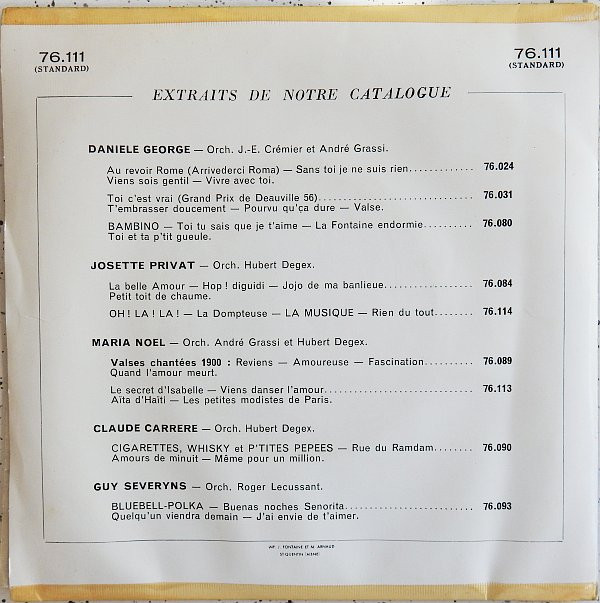 76.111 76.111
(STANDARD) (STANDARD)
EXTRAITS DE NOTRE CATALOGUE
DANIELE GEORGE — Orch. J.-E. Crémier et André Grassi.
Au revoir Rome (Arrivederci Roma) — Sans toi je ne suis rien............. 76.024
Viens sois gentil — Vivre avec toi.
Toi c'est vrai (Grand Prix de Deauville 56)............................... 76.031
T'embrasser doucement — Pourvu qu'ça dure — Valse.
BAMBINO — Toi tu sais que je t'aime — La Fontaine endormie.......... 76.080
Toi et ta p'tit gueule.
JOSETTE PRIVAT — Orch. Hubert Degex.
La belle Amour — Hop ! diguidi — Jojo de ma banlieue.................. 76.084
Petit toit de chaume.
OH ! LA ! LA ! — La Dompteuse — LA MUSIQUE — Rien du tout........ 76.114
MARIA NOEL — Orch. André Grassi et Hubert Degex.
Valses chantées 1900 : Reviens — Amoureuse — Fascination.......... 76.089
Quand l'amour meurt.
Le secret d'Isabelle — Viens danser l'amour.............................. 76.113
Aïta d'Haïti — Les petites modistes de Paris.
CLAUDE CARRERE — Orch. Hubert Degex.
CIGARETTES, WHISKY et P'TITES PEPEES — Rue du Ramdam........ 76.090
Amours de minuit — Même pour un million.
GUY SEVERYNS — Orch. Roger Lecussant.
BLUEBELL-POLKA — Buenas noches Senorita.......................... 76.093
Quelqu'un viendra demain — J'ai envie de t'aimer.
IMP. J. FONTAINE ET M. ARNAUD
ST-QUENTIN (AISNE)